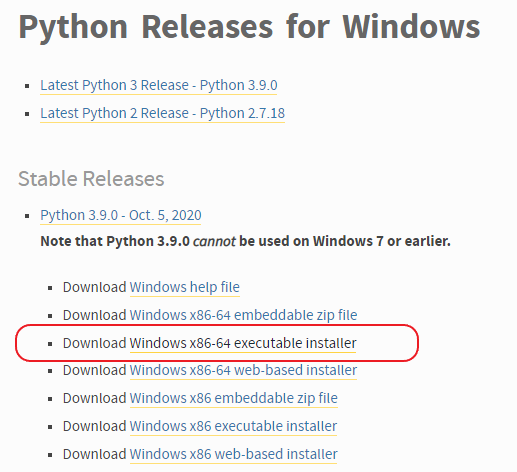 Python Releases for Windows
Latest Python 3 Release - Python 3.9.0
Latest Python 2 Release - Python 2.7.18
Stable Releases
Python 3.9.0 - Oct. 5, 2020
Note that Python 3.9.0 cannot be used on Windows 7 or earlier.
Download Windows help file
Download Windows x86-64 embeddable zip file
Download Windows x86-64 executable installer
Download Windows x86-64 web-based installer
Download Windows x86 embeddable zip file
Download Windows x86 executable installer
Download Windows x86 web-based installer